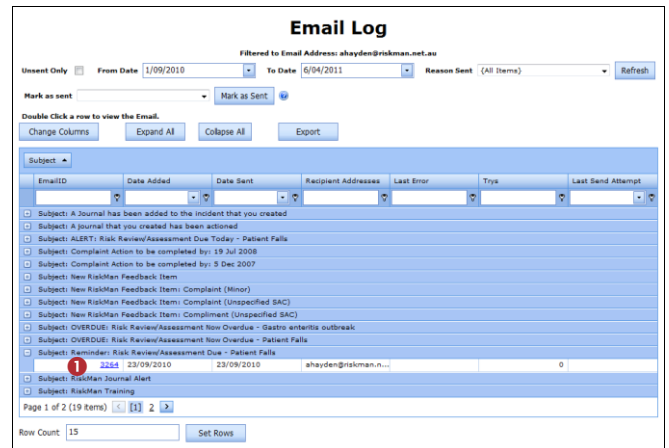 Email Log
Filtered to Email Address: ahayden@riskman.net.au
Unsent Only From Date 1/09/2010 To Date 6/04/2011 Reason Sent {All Items} Refresh
Mark as sent Mark as Sent
Double Click a row to view the Email.
Change Columns Expand All Collapse All Export
Subject
EmailID Date Added Date Sent Recipient Addresses Last Error Trys Last Send Attempt
Subject: A Journal has been added to the incident that you created
Subject: A journal that you created has been actioned
Subject: ALERT: Risk Review/Assessment Due Today - Patient Falls
Subject: Complaint Action to be completed by: 19 Jul 2008
Subject: Complaint Action to be completed by: 5 Dec 2007
Subject: New RiskMan Feedback Item
Subject: New RiskMan Feedback Item: Complaint (Minor)
Subject: New RiskMan Feedback Item: Complaint (Unspecified SAC)
Subject: New RiskMan Feedback Item: Compliment (Unspecified SAC)
Subject: OVERDUE: Risk Review/Assessment Now Overdue - Gastro enteritis outbreak
Subject: OVERDUE: Risk Review/Assessment Now Overdue - Patient Falls
Subject: Reminder: Risk Review/Assessment Due - Patient Falls
1 3264 23/09/2010 23/09/2010 ahayden@riskman.n... 0
Subject: RiskMan Journal Alert
Subject: RiskMan Training
Page 1 of 2 (19 items) < [1] 2 >
Row Count 15 Set Rows